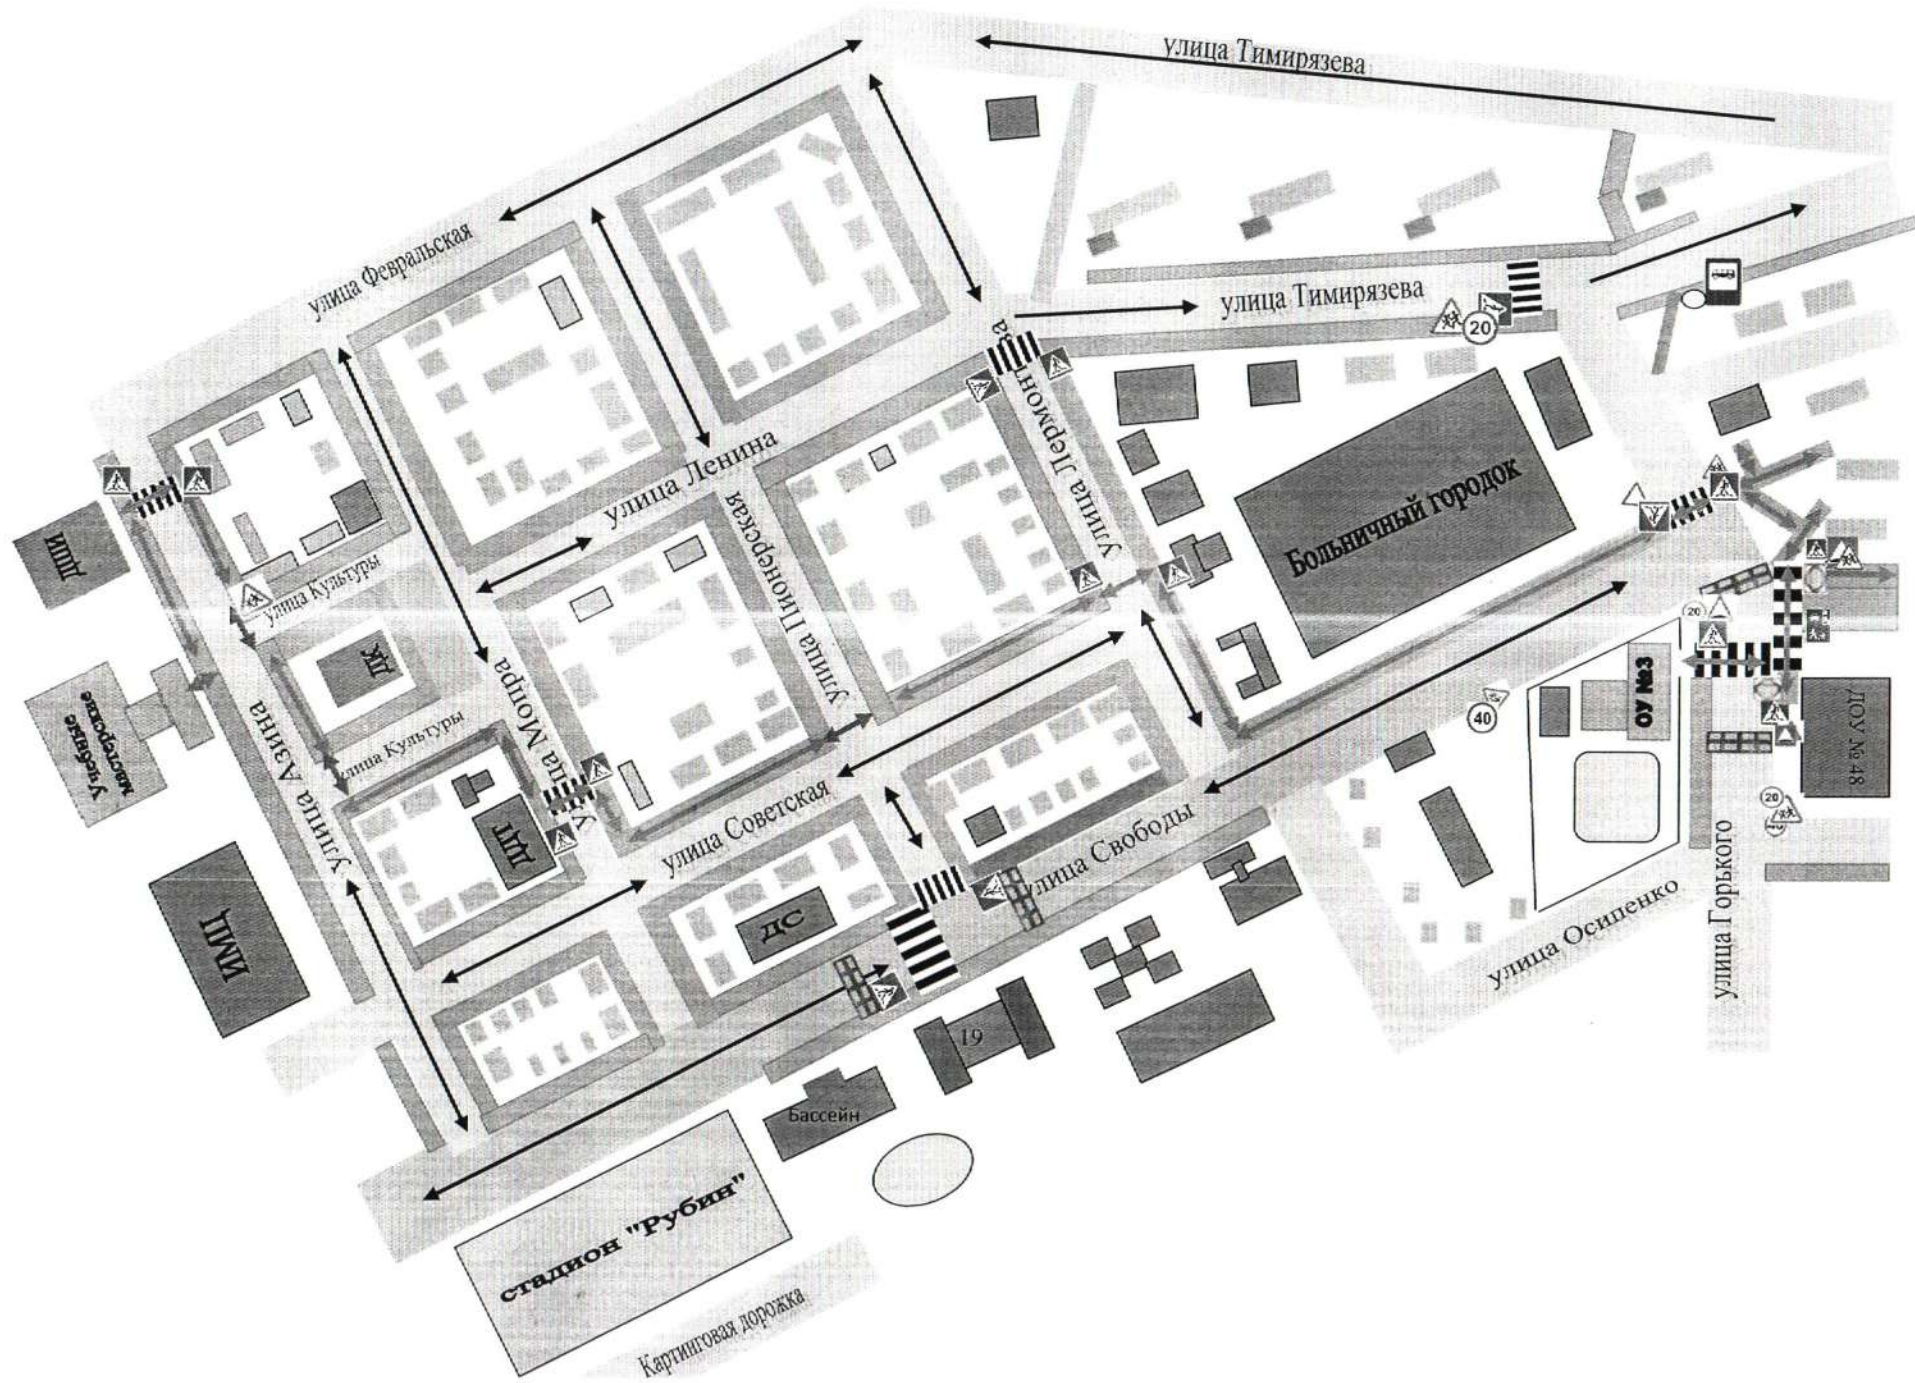 улица Тимирязева
улица Февральская
улица Тимирязева
20
улица Ленина
Улица Лермонтова
Больничный городок
ДШИ
улица Культуры
улица Пионерская
ДК
Улица Мопра
Учебные
мастерские
Улица Азина
улица Культуры
20
ОУ №3
40
ДОУ № 48
20
ДДТ
улица Советская
улица Свободы
ИМЦ
ДС
улица Осипенко
улица Горького
19
Бассейн
стадион "Рубин"
Картинговая дорожка